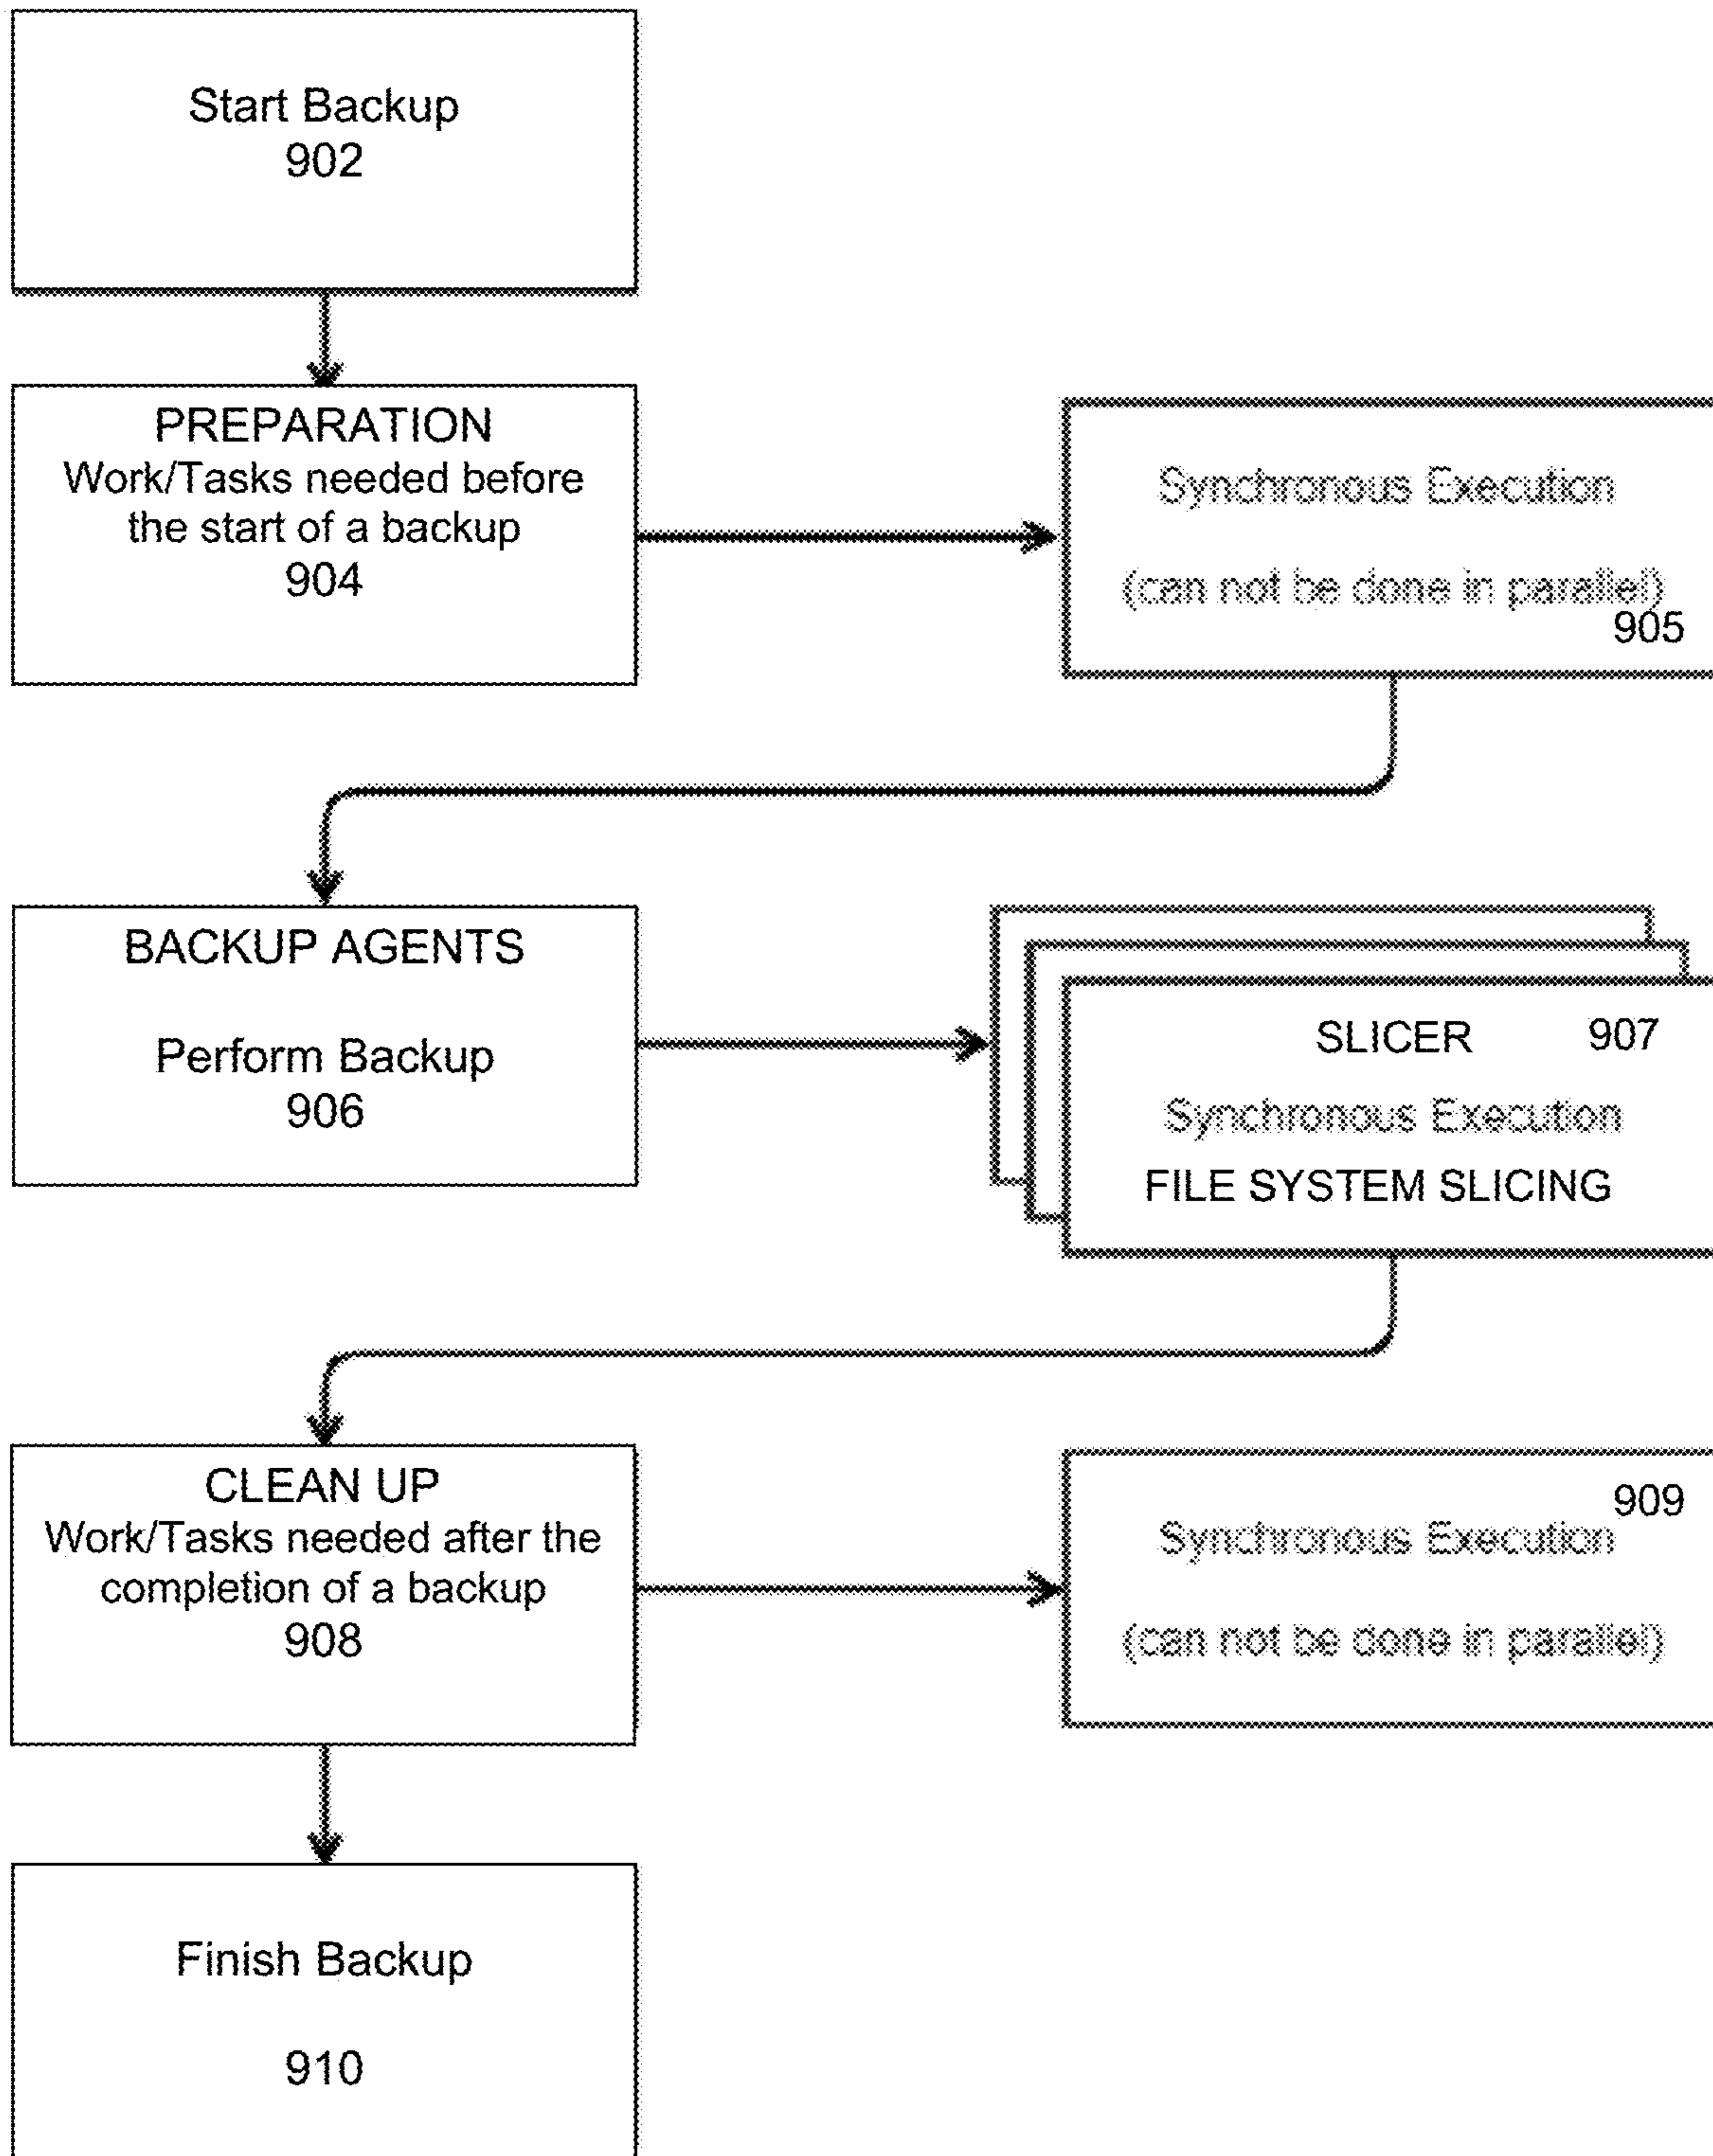 Start Backup
902
PREPARATION
Work/Tasks needed before
the start of a backup
904
Synchronous Execution
(can not be done in parallel)
905
BACKUP AGENTS
Perform Backup
906
SLICER 907
Synchronous Execution
FILE SYSTEM SLICING
CLEAN UP
Work/Tasks needed after the
completion of a backup
908
909
Synchronous Execution
(can not be done in parallel)
Finish Backup
910